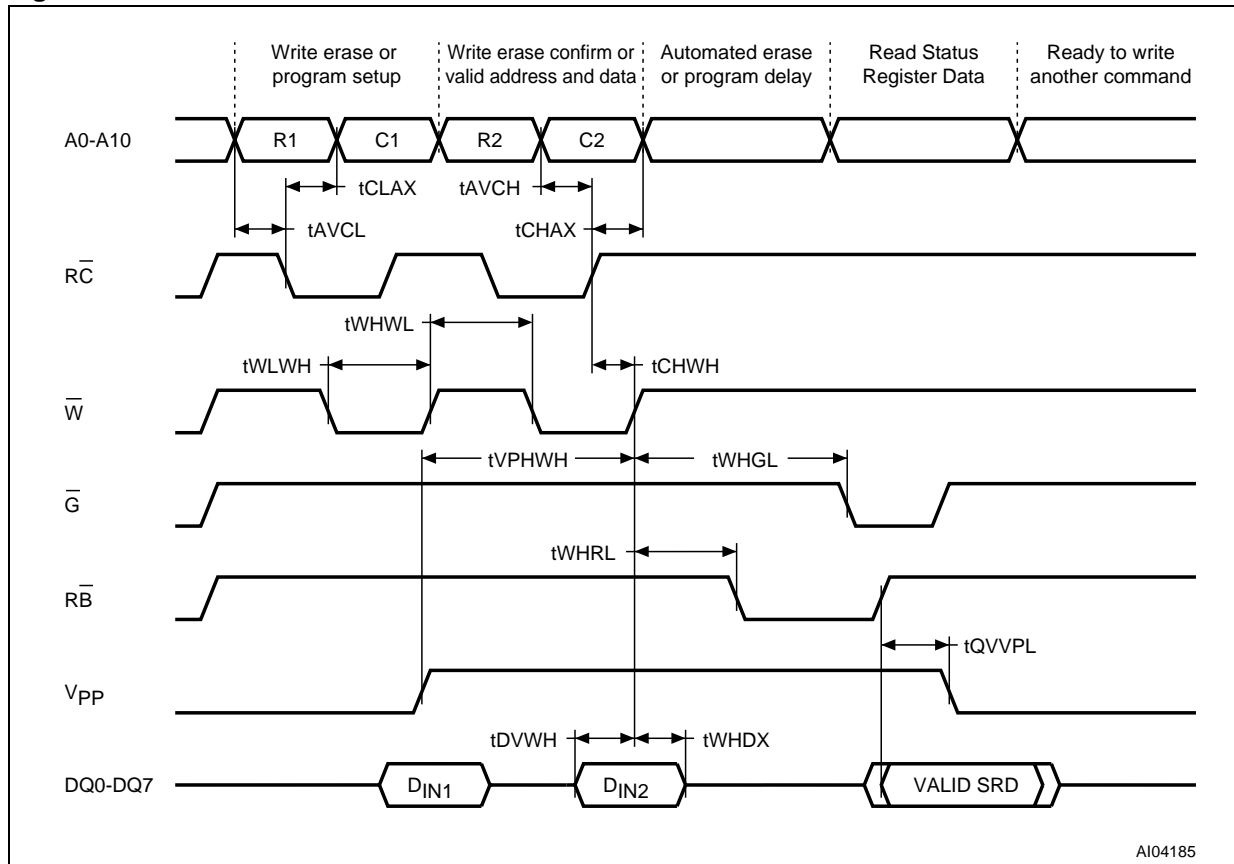 Write erase or
program setup
Write erase confirm or
valid address and data
Automated erase
or program delay
Read Status
Register Data
Ready to write
another command
A0-A10
R1
C1
R2
C2
tCLAX
tAVCH
tAVCL
tCHAX
RC̅
tWHWL
tWLWH
tCHWH
W̅
tVPHWH
tWHGL
G̅
tWHRL
RB̅
tQVVPL
VPP
tDVWH
tWHDX
DQ0-DQ7
DIN1
DIN2
VALID SRD
AI04185